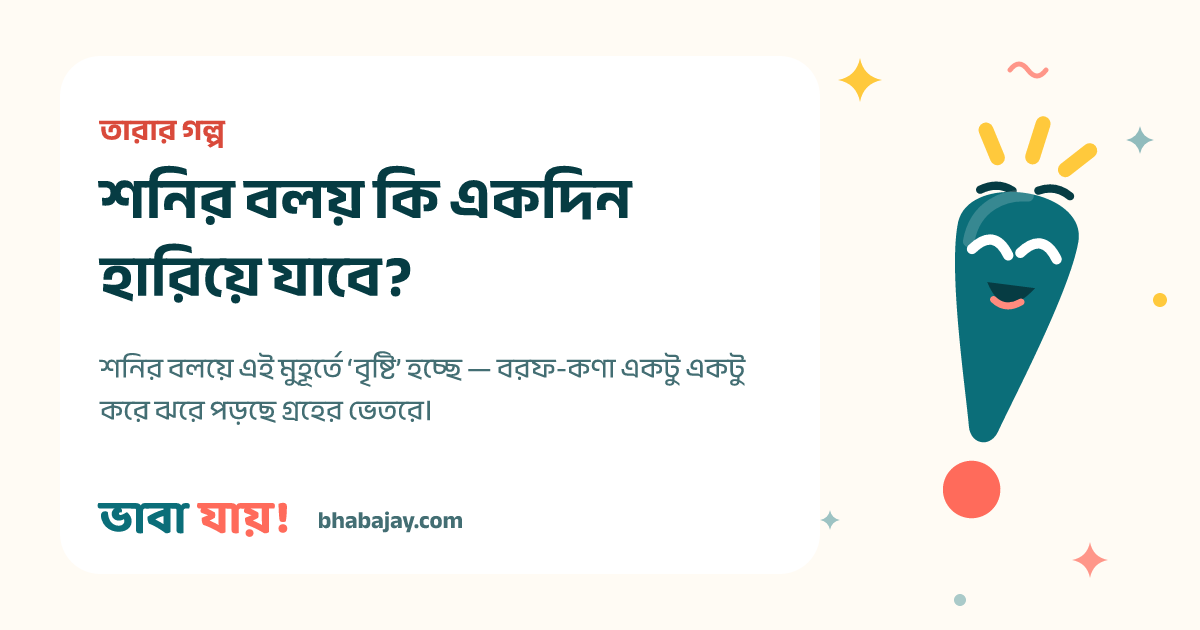 তারার গল্প
শনির বলয় কি একদিন
হারিয়ে যাবে?
শনির বলয়ে এই মুহূর্তে ‘বৃষ্টি’ হচ্ছে — বরফ-কণা একটু একটু
করে ঝরে পড়ছে গ্রহের ভেতরে।
ভাবা যায়! bhabajay.com